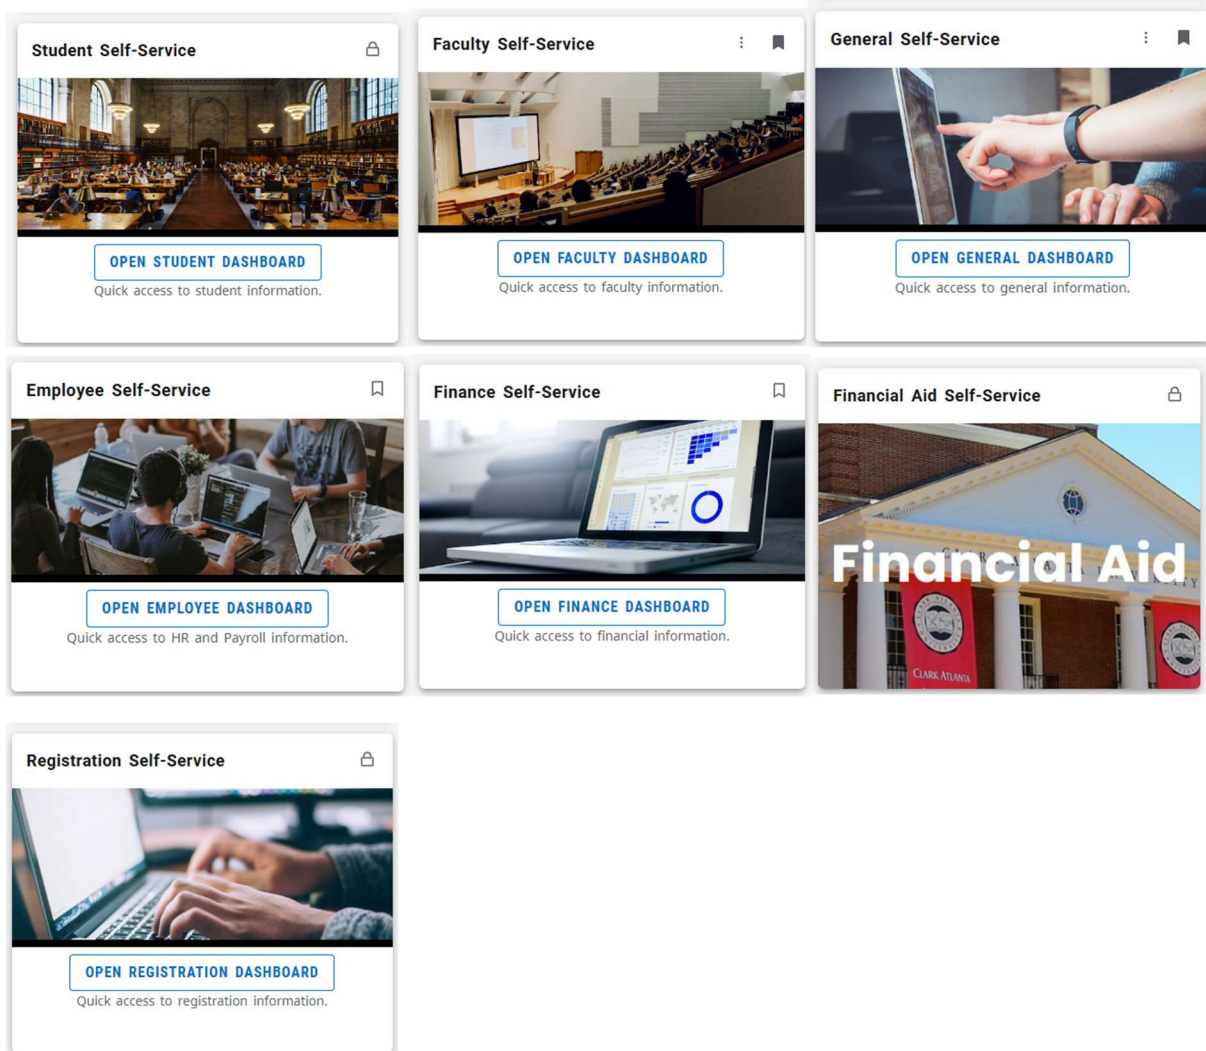 Student Self-Service
OPEN STUDENT DASHBOARD
Quick access to student information.
Faculty Self-Service
OPEN FACULTY DASHBOARD
Quick access to faculty information.
General Self-Service
OPEN GENERAL DASHBOARD
Quick access to general information.
Employee Self-Service
OPEN EMPLOYEE DASHBOARD
Quick access to HR and Payroll information.
Finance Self-Service
OPEN FINANCE DASHBOARD
Quick access to financial information.
Financial Aid Self-Service
Financial Aid
CLARK ATLANTA
Registration Self-Service
OPEN REGISTRATION DASHBOARD
Quick access to registration information.